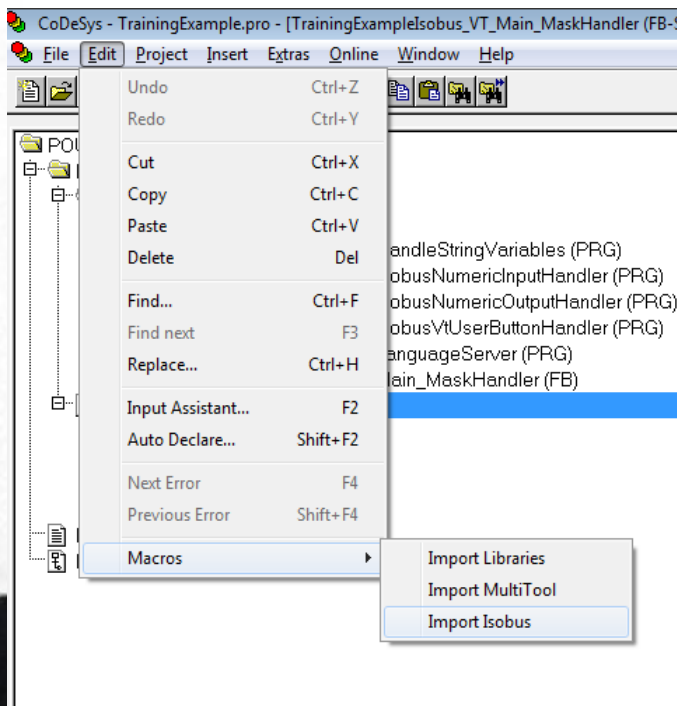 CoDeSys - TrainingExample.pro - [TrainingExampleIsobus_VT_Main_MaskHandler (FB-S
File Edit Project Insert Extras Online Window Help
Undo Ctrl+Z
Redo Ctrl+Y
POU
Cut Ctrl+X
Copy Ctrl+C
Paste Ctrl+V
Delete Del
andleStringVariables (PRG)
obusNumericInputHandler (PRG)
Find... Ctrl+F
obusNumericOutputHandler (PRG)
Find next F3
obusVtUserButtonHandler (PRG)
Replace... Ctrl+H
anguageServer (PRG)
ain_MaskHandler (FB)
Input Assistant... F2
Auto Declare... Shift+F2
Next Error F4
Previous Error Shift+F4
Macros
Import Libraries
Import MultiTool
Import Isobus